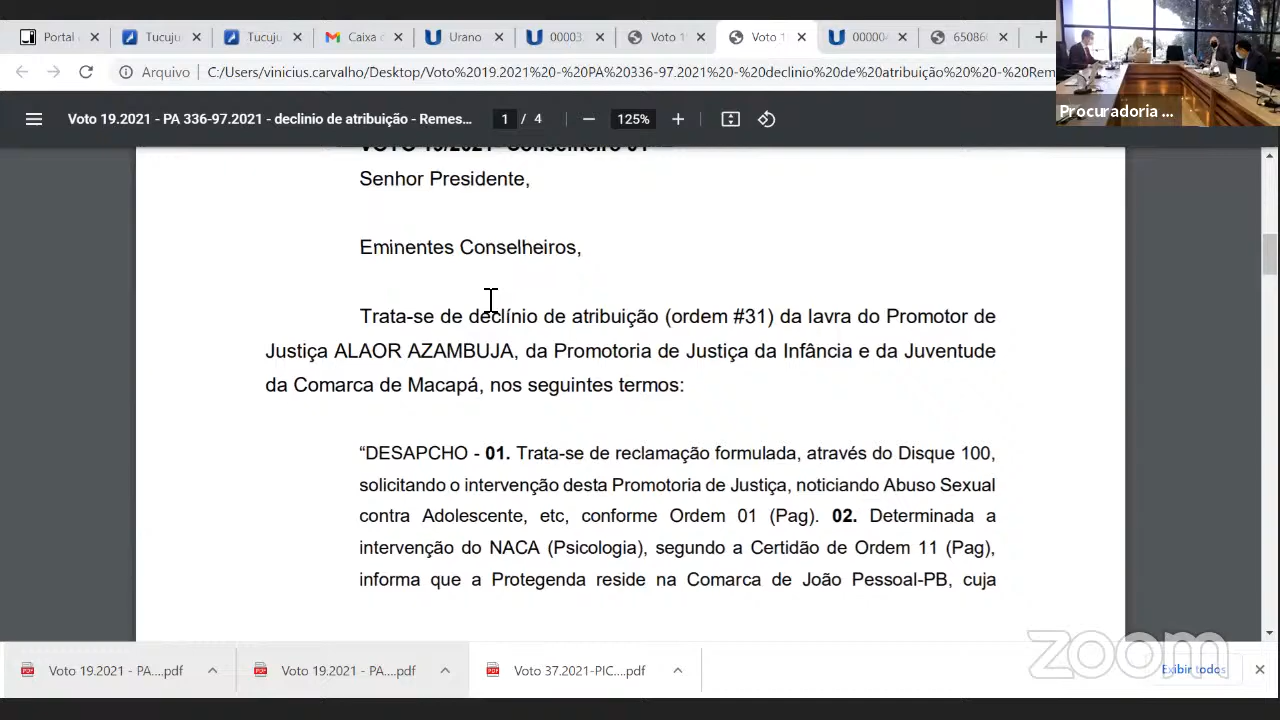 Portal
Tucuju
Tucuju
Caixa
Urano
00003
Voto 1
Voto 1
00004
65086
Arquivo
C:/Users/vinicius.carvalho/Desktop/Voto%2019.2021%20-%20PA%20336-97.2021%20-%20declinio%20de%20atribuição%20%20-%20Rem
Procuradoria ...
Voto 19.2021 - PA 336-97.2021 - declinio de atribuição - Remes...
1 / 4
125%
Senhor Presidente,
Eminentes Conselheiros,
Trata-se de declínio de atribuição (ordem #31) da lavra do Promotor de
Justiça ALAOR AZAMBUJA, da Promotoria de Justiça da Infância e da Juventude
da Comarca de Macapá, nos seguintes termos:
“DESAPCHO - 01. Trata-se de reclamação formulada, através do Disque 100,
solicitando o intervenção desta Promotoria de Justiça, noticiando Abuso Sexual
contra Adolescente, etc, conforme Ordem 01 (Pag). 02. Determinada a
intervenção do NACA (Psicologia), segundo a Certidão de Ordem 11 (Pag),
informa que a Protegenda reside na Comarca de João Pessoal-PB, cuja
zoom
Voto 19.2021 - PA....pdf
Voto 19.2021 - PA....pdf
Voto 37.2021-PIC....pdf
Exibir todos